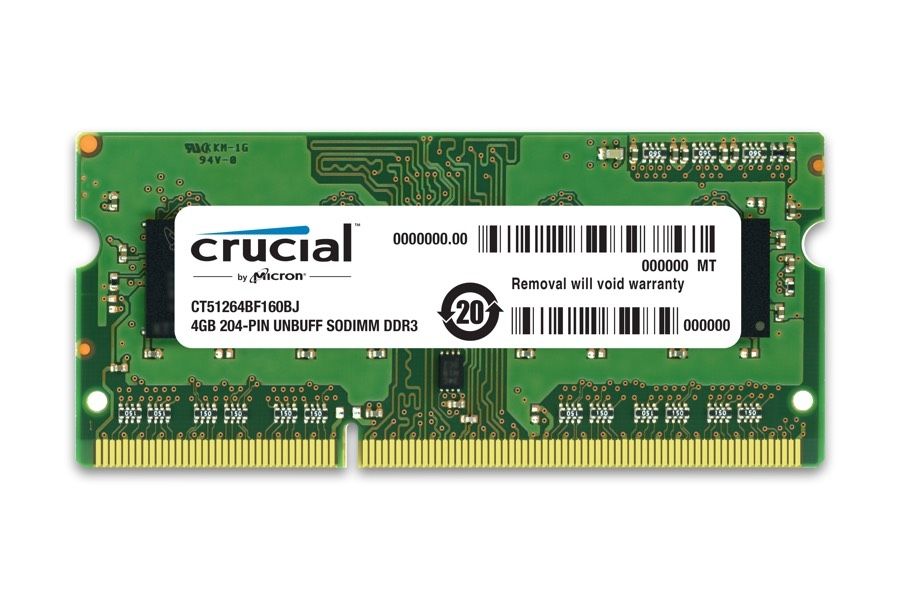 KM-1G
94V-0
crucial™
by Micron
0000000.00
000000 MT
Removal will void warranty
CT51264BF160BJ
4GB 204-PIN UNBUFF SODIMM DDR3
20
000000